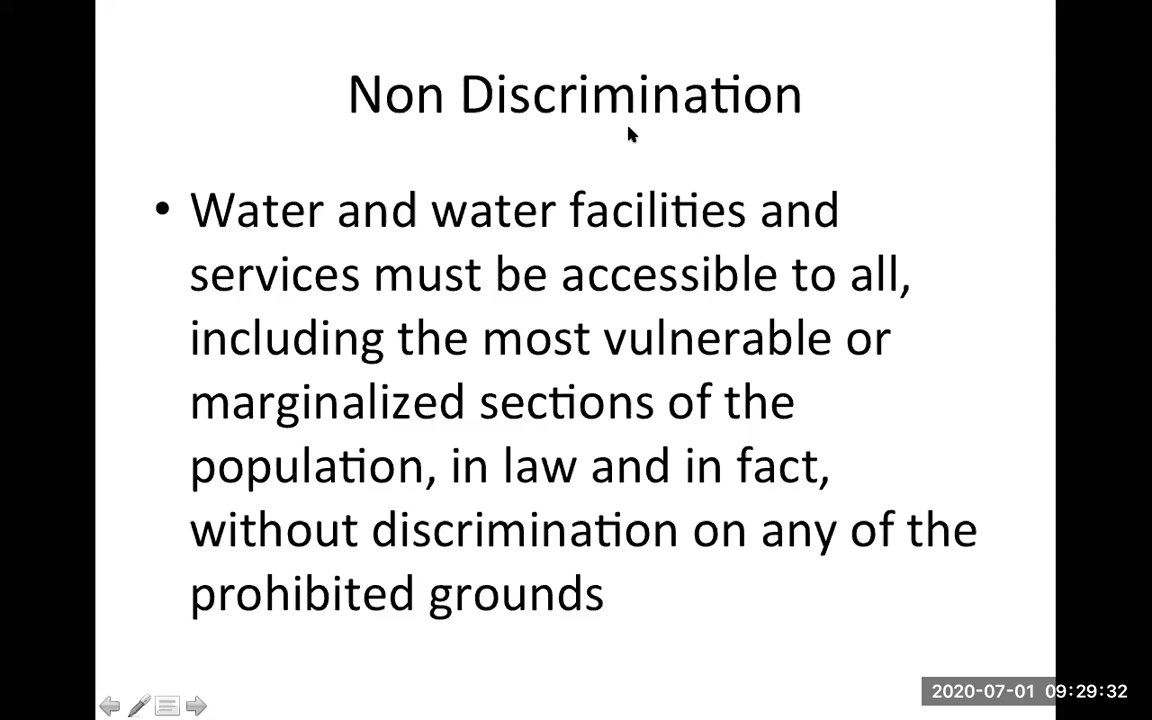 Non Discrimination
• Water and water facilities and
services must be accessible to all,
including the most vulnerable or
marginalized sections of the
population, in law and in fact,
without discrimination on any of the
prohibited grounds
2020-07-01 09:29:32